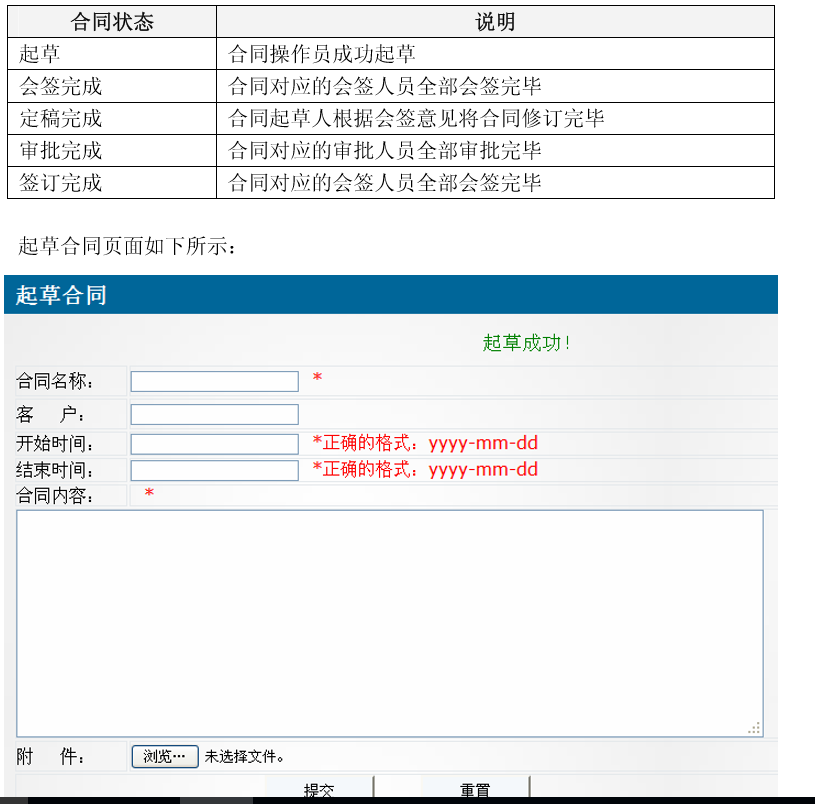 合同状态 说明
起草 合同操作员成功起草
会签完成 合同对应的会签人员全部会签完毕
定稿完成 合同起草人根据会签意见将合同修订完毕
审批完成 合同对应的审批人员全部审批完毕
签订完成 合同对应的会签人员全部会签完毕
起草合同页面如下所示：
起草合同
起草成功！
合同名称： *
客 户：
开始时间： *正确的格式：yyyy-mm-dd
结束时间： *正确的格式：yyyy-mm-dd
合同内容： *
附 件： 浏览… 未选择文件。
提交 重置